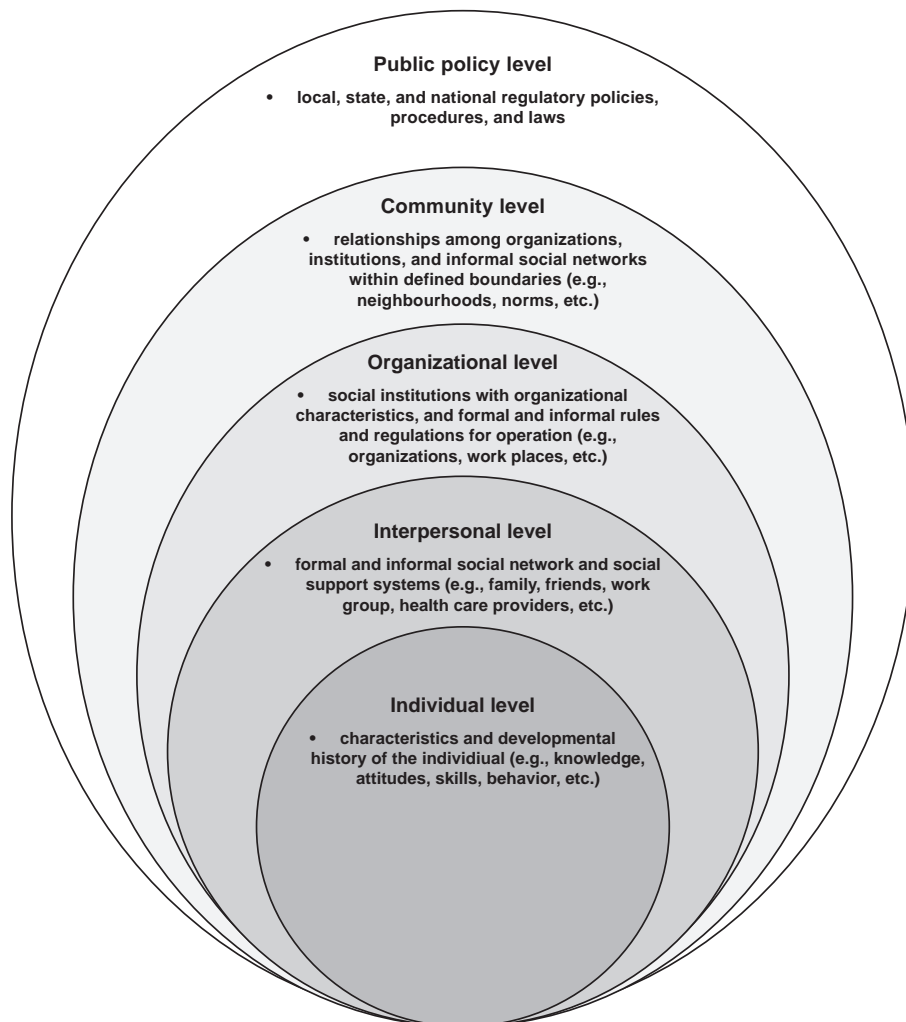 Public policy level
• local, state, and national regulatory policies,
procedures, and laws
Community level
• relationships among organizations,
institutions, and informal social networks
within defined boundaries (e.g.,
neighbourhoods, norms, etc.)
Organizational level
• social institutions with organizational
characteristics, and formal and informal rules
and regulations for operation (e.g.,
organizations, work places, etc.)
Interpersonal level
• formal and informal social network and social
support systems (e.g., family, friends, work
group, health care providers, etc.)
Individual level
• characteristics and developmental
history of the individiual (e.g., knowledge,
attitudes, skills, behavior, etc.)